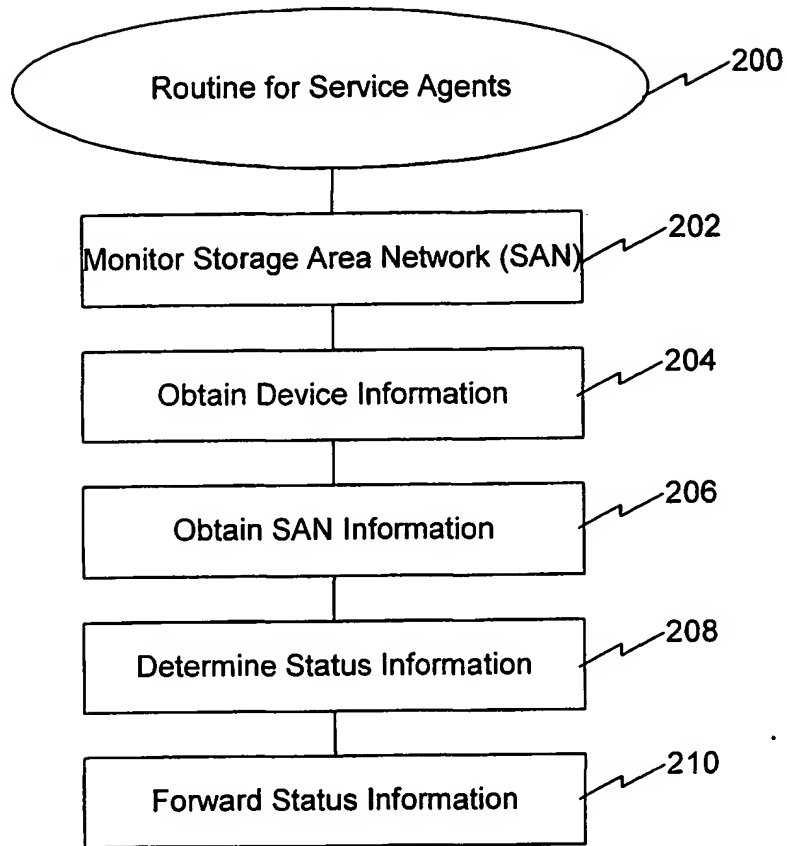 Routine for Service Agents
200
Monitor Storage Area Network (SAN)
202
Obtain Device Information
204
Obtain SAN Information
206
Determine Status Information
208
Forward Status Information
210